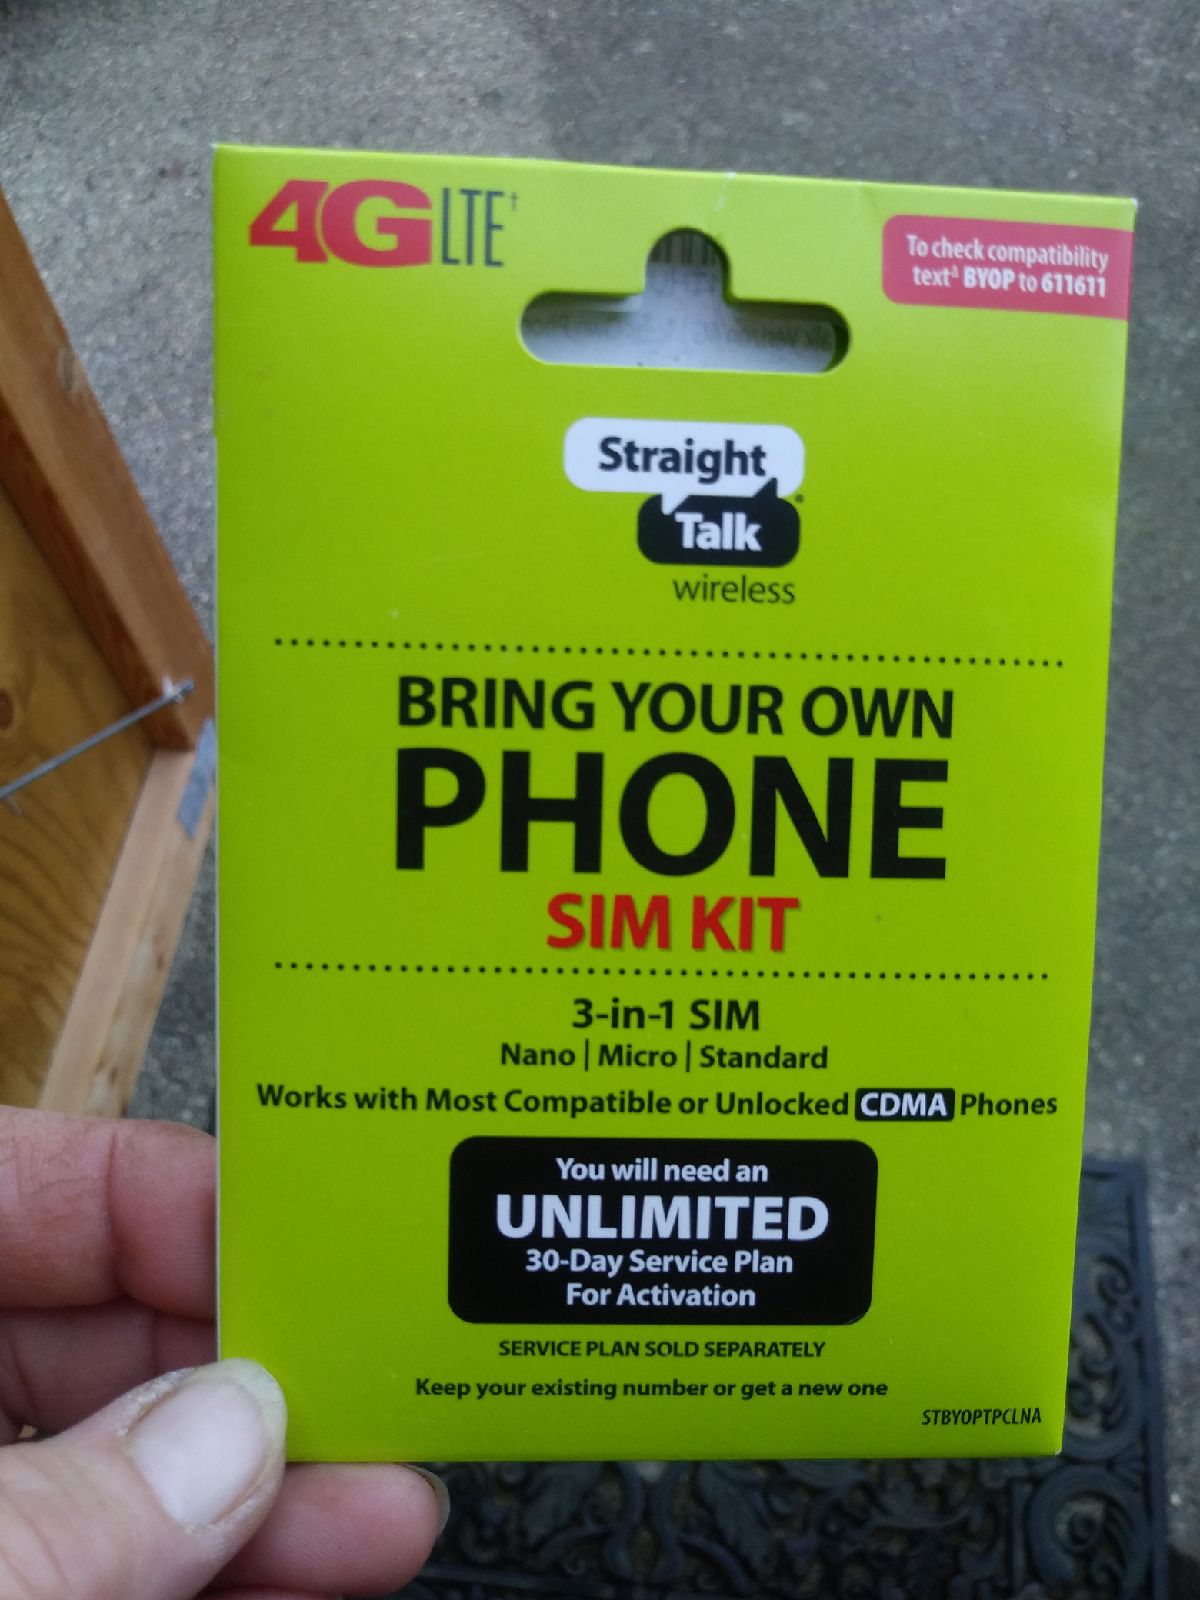 4G LTE†
To check compatibility
textΔ BYOP to 611611
Straight
Talk
wireless
BRING YOUR OWN
PHONE
SIM KIT
3-in-1 SIM
Nano | Micro | Standard
Works with Most Compatible or Unlocked CDMA Phones
You will need an
UNLIMITED
30-Day Service Plan
For Activation
SERVICE PLAN SOLD SEPARATELY
Keep your existing number or get a new one
STBYOPTPCLNA